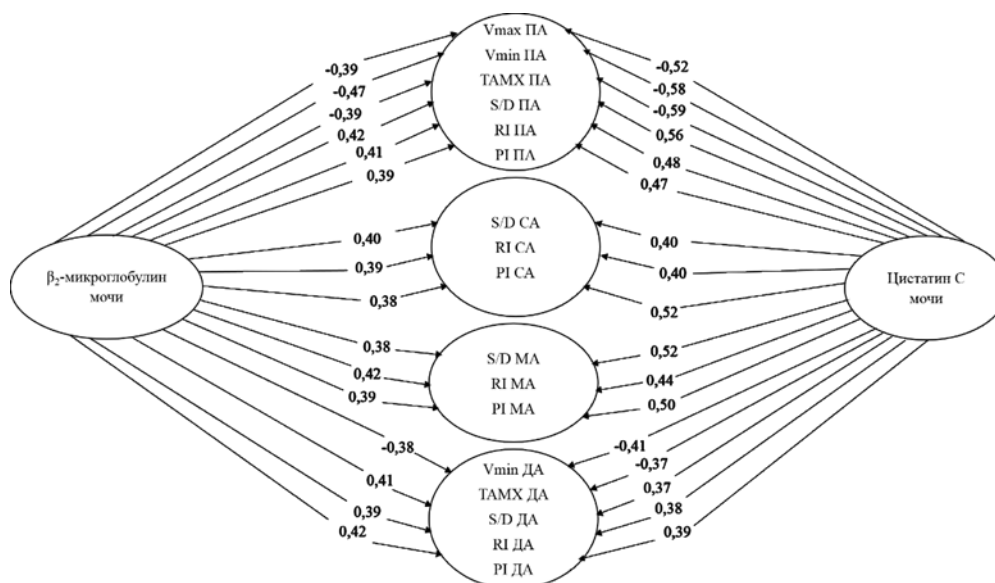 Vmax ПА
Vmin ПА
TAMX ПА
S/D ПА
RI ПА
PI ПА
-0,39
-0,47
-0,39
0,42
0,41
0,39
-0,52
-0,58
-0,59
0,56
0,48
0,47
β₂-микроглобулин
мочи
Цистатин С
мочи
S/D СА
RI СА
PI СА
0,40
0,39
0,38
0,40
0,40
0,52
S/D МА
RI МА
PI МА
0,38
0,42
0,39
0,52
0,44
0,50
Vmin ДА
TAMX ДА
S/D ДА
RI ДА
PI ДА
-0,38
0,41
0,39
0,42
-0,41
-0,37
0,37
0,38
0,39